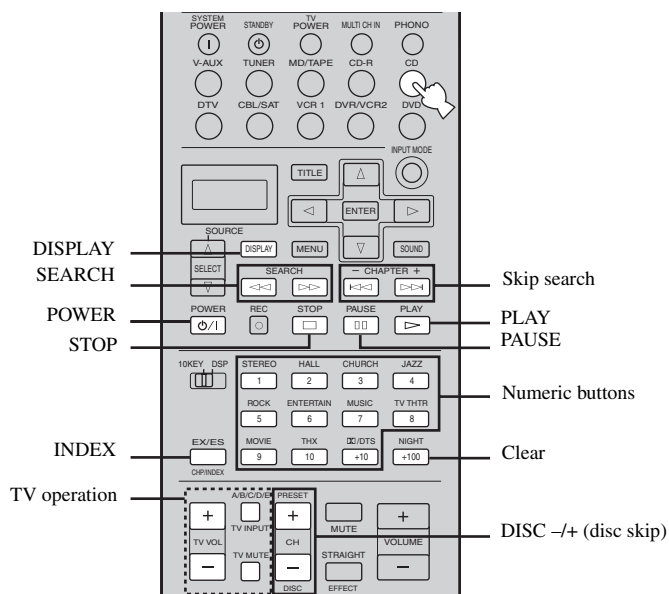 SYSTEM POWER STANDBY TV POWER MULTI CH IN PHONO
V-AUX TUNER MD/TAPE CD-R CD
DTV CBL/SAT VCR 1 DVR/VCR2 DVD
INPUT MODE
TITLE
ENTER
SOURCE
DISPLAY DISPLAY MENU SOUND
SELECT
SEARCH SEARCH – CHAPTER + Skip search
POWER POWER REC STOP PAUSE PLAY PLAY
STOP PAUSE
10KEY DSP STEREO HALL CHURCH JAZZ
1 2 3 4
Numeric buttons
ROCK ENTERTAIN MUSIC TV THTR
5 6 7 8
INDEX EX/ES MOVIE THX /DTS NIGHT Clear
9 10 +10 +100
CHP/INDEX
TV operation A/B/C/D/E PRESET
+ TV INPUT + MUTE +
TV VOL CH VOLUME DISC –/+ (disc skip)
– TV MUTE – STRAIGHT –
DISC EFFECT